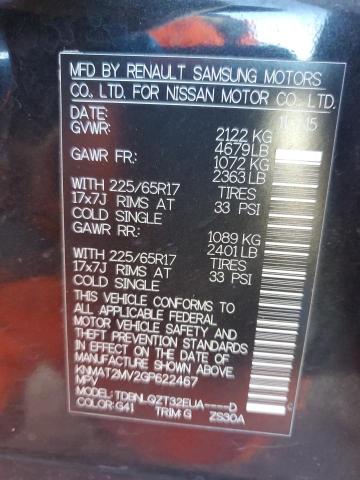 MFD BY RENAULT SAMSUNG MOTORS
CO., LTD. FOR NISSAN MOTOR CO., LTD.
DATE:
GVWR: 2122 KG
4679 LB
GAWR FR: 1072 KG
2363 LB
WITH 225/65R17 TIRES
17x7J RIMS AT 33 PSI
COLD SINGLE
GAWR RR: 1089 KG
2401 LB
WITH 225/65R17 TIRES
17x7J RIMS AT 33 PSI
COLD SINGLE
THIS VEHICLE CONFORMS TO
ALL APPLICABLE FEDERAL
MOTOR VEHICLE SAFETY AND
THEFT PREVENTION STANDARDS
IN EFFECT ON THE DATE OF
MANUFACTURE SHOWN ABOVE
KNMAT2MV2GP622467
MPV
MODEL: TDBNLQZT32EUA----D
COLOR: G41 TRIM: G ZS30A